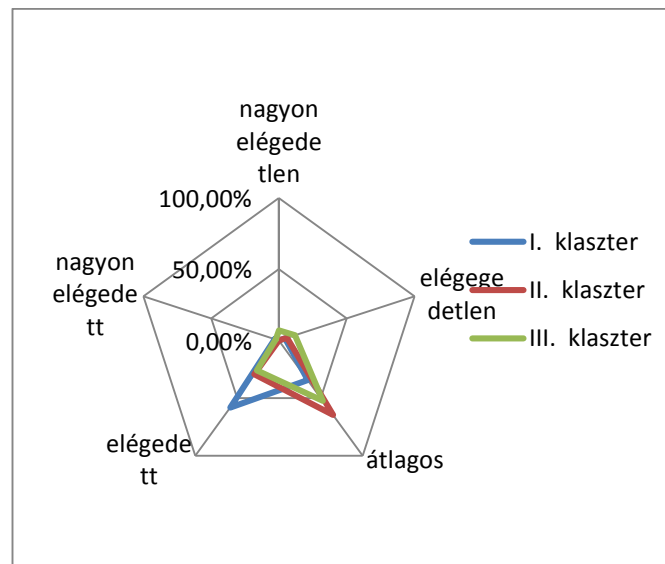 nagyon
elégede
tlen
100,00%
50,00%
0,00%
elégege
detlen
átlagos
elégede
tt
nagyon
elégede
tt
I. klaszter
II. klaszter
III. klaszter